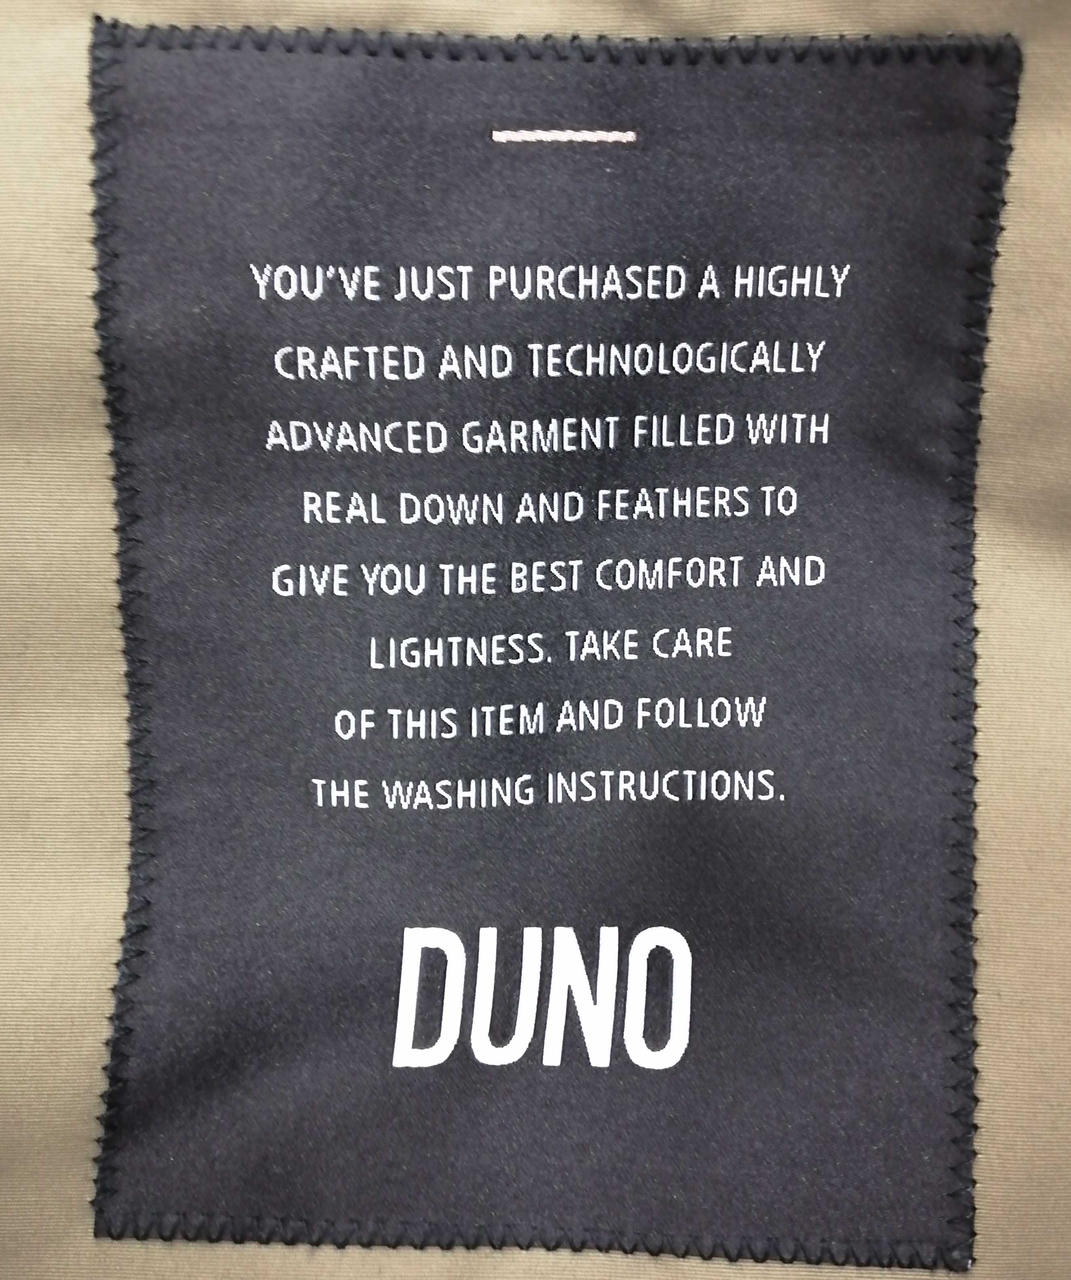 YOU'VE JUST PURCHASED A HIGHLY
CRAFTED AND TECHNOLOGICALLY
ADVANCED GARMENT FILLED WITH
REAL DOWN AND FEATHERS TO
GIVE YOU THE BEST COMFORT AND
LIGHTNESS. TAKE CARE
OF THIS ITEM AND FOLLOW
THE WASHING INSTRUCTIONS.
DUNO